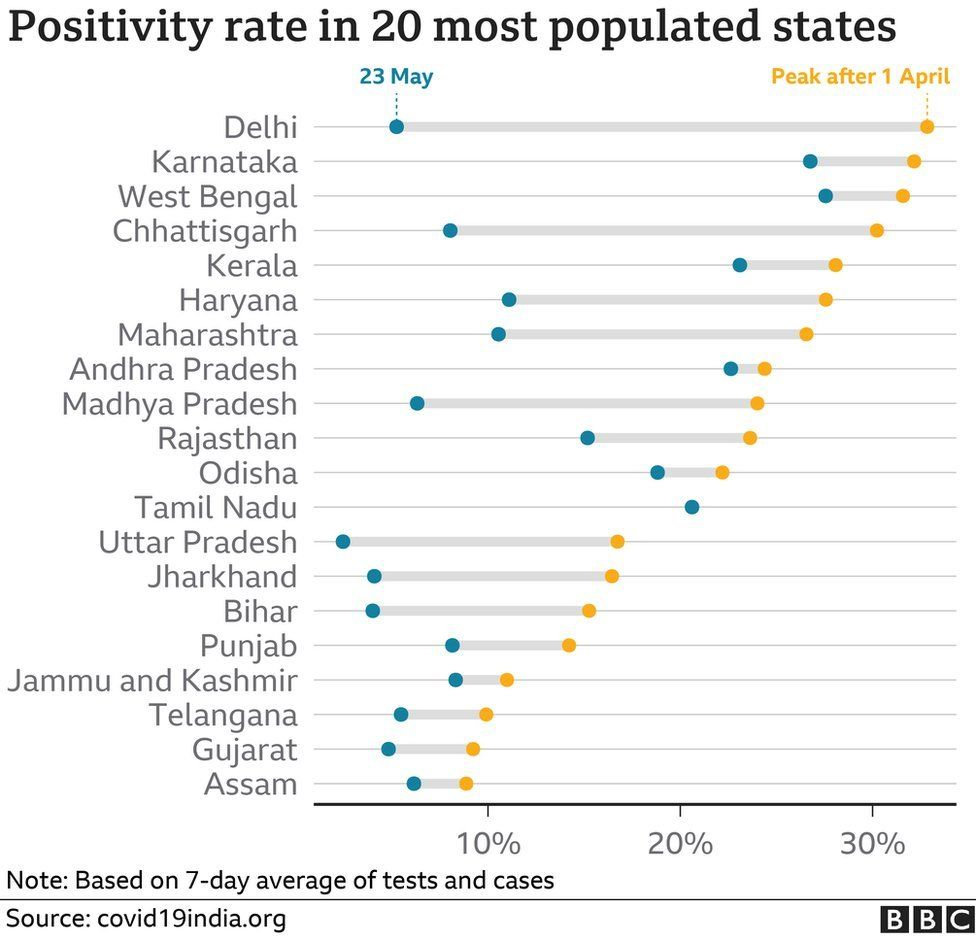 Positivity rate in 20 most populated states
23 May
Peak after 1 April
Delhi
Karnataka
West Bengal
Chhattisgarh
Kerala
Haryana
Maharashtra
Andhra Pradesh
Madhya Pradesh
Rajasthan
Odisha
Tamil Nadu
Uttar Pradesh
Jharkhand
Bihar
Punjab
Jammu and Kashmir
Telangana
Gujarat
Assam
10%
20%
30%
Note: Based on 7-day average of tests and cases
Source: covid19india.org
BBC